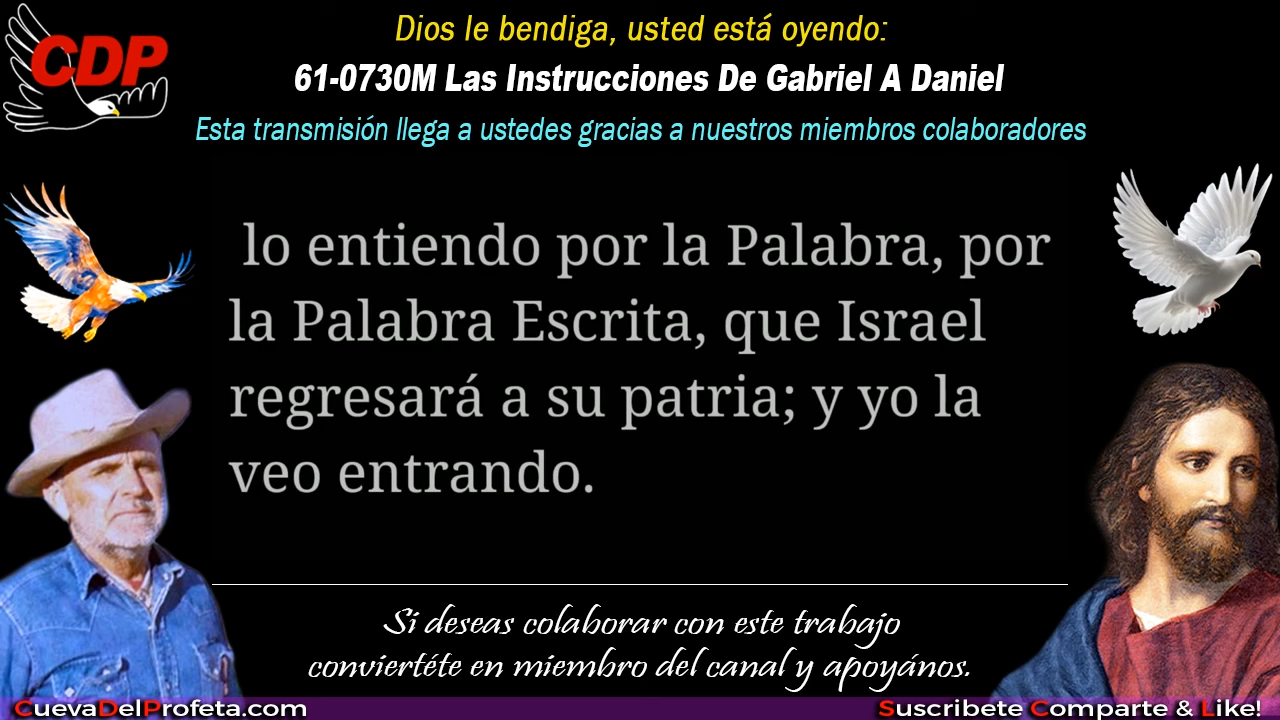 CDP
Dios le bendiga, usted está oyendo:
61-0730M Las Instrucciones De Gabriel A Daniel
Esta transmisión llega a ustedes gracias a nuestros miembros colaboradores
lo entiendo por la Palabra, por
la Palabra Escrita, que Israel
regresará a su patria; y yo la
veo entrando.
Si deseas colaborar con este trabajo
conviertéte en miembro del canal y apoyános.
CuevaDelProfeta.com
Suscribete Comparte & Like!